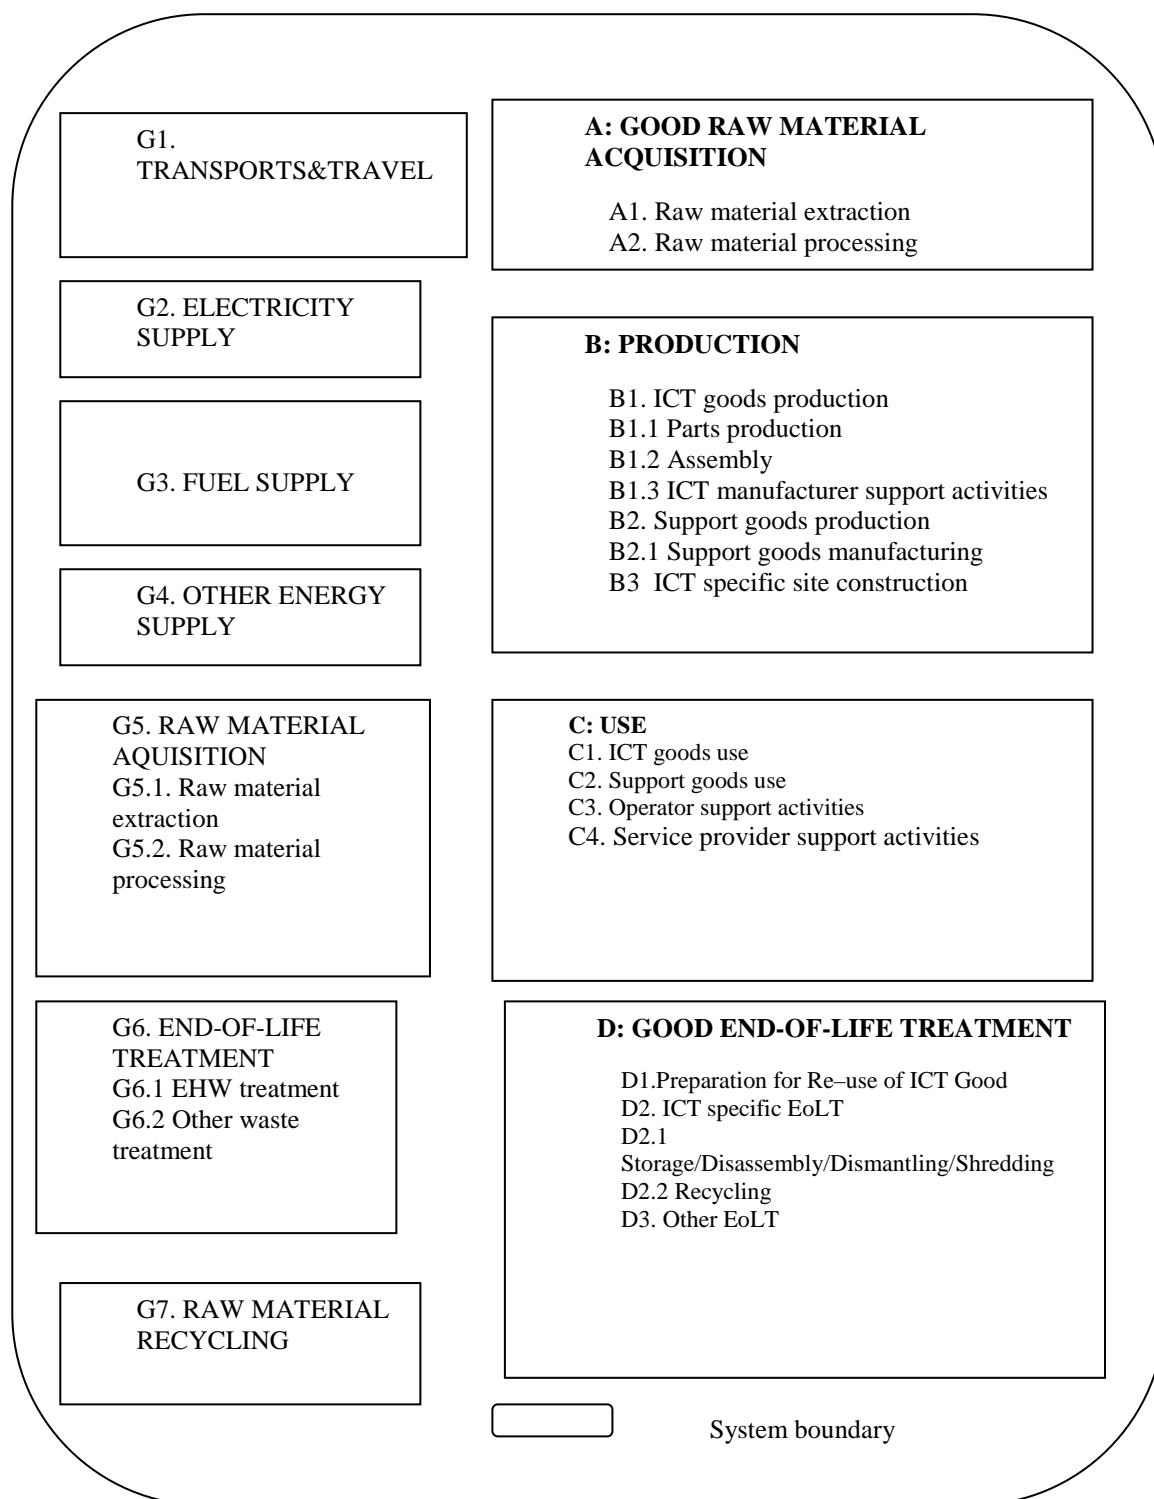 G1.
TRANSPORTS&TRAVEL
G2. ELECTRICITY
SUPPLY
G3. FUEL SUPPLY
G4. OTHER ENERGY
SUPPLY
G5. RAW MATERIAL
AQUISITION
G5.1. Raw material
extraction
G5.2. Raw material
processing
G6. END-OF-LIFE
TREATMENT
G6.1 EHW treatment
G6.2 Other waste
treatment
G7. RAW MATERIAL
RECYCLING
A: GOOD RAW MATERIAL
ACQUISITION
A1. Raw material extraction
A2. Raw material processing
B: PRODUCTION
B1. ICT goods production
B1.1 Parts production
B1.2 Assembly
B1.3 ICT manufacturer support activities
B2. Support goods production
B2.1 Support goods manufacturing
B3  ICT specific site construction
C: USE
C1. ICT goods use
C2. Support goods use
C3. Operator support activities
C4. Service provider support activities
D: GOOD END-OF-LIFE TREATMENT
D1.Preparation for Re–use of ICT Good
D2. ICT specific EoLT
D2.1
Storage/Disassembly/Dismantling/Shredding
D2.2 Recycling
D3. Other EoLT
System boundary